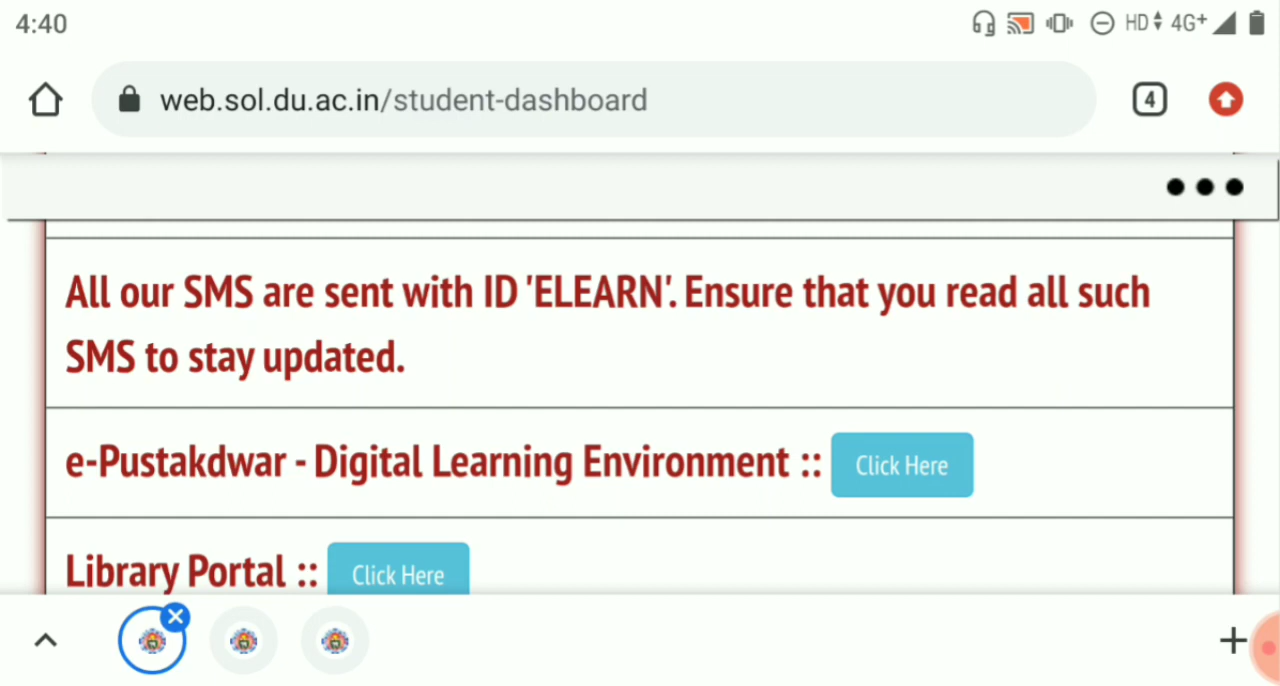 4:40
HD 4G+
web.sol.du.ac.in/student-dashboard
4
All our SMS are sent with ID 'ELEARN'. Ensure that you read all such
SMS to stay updated.
e-Pustakdwar - Digital Learning Environment :: Click Here
Library Portal :: Click Here